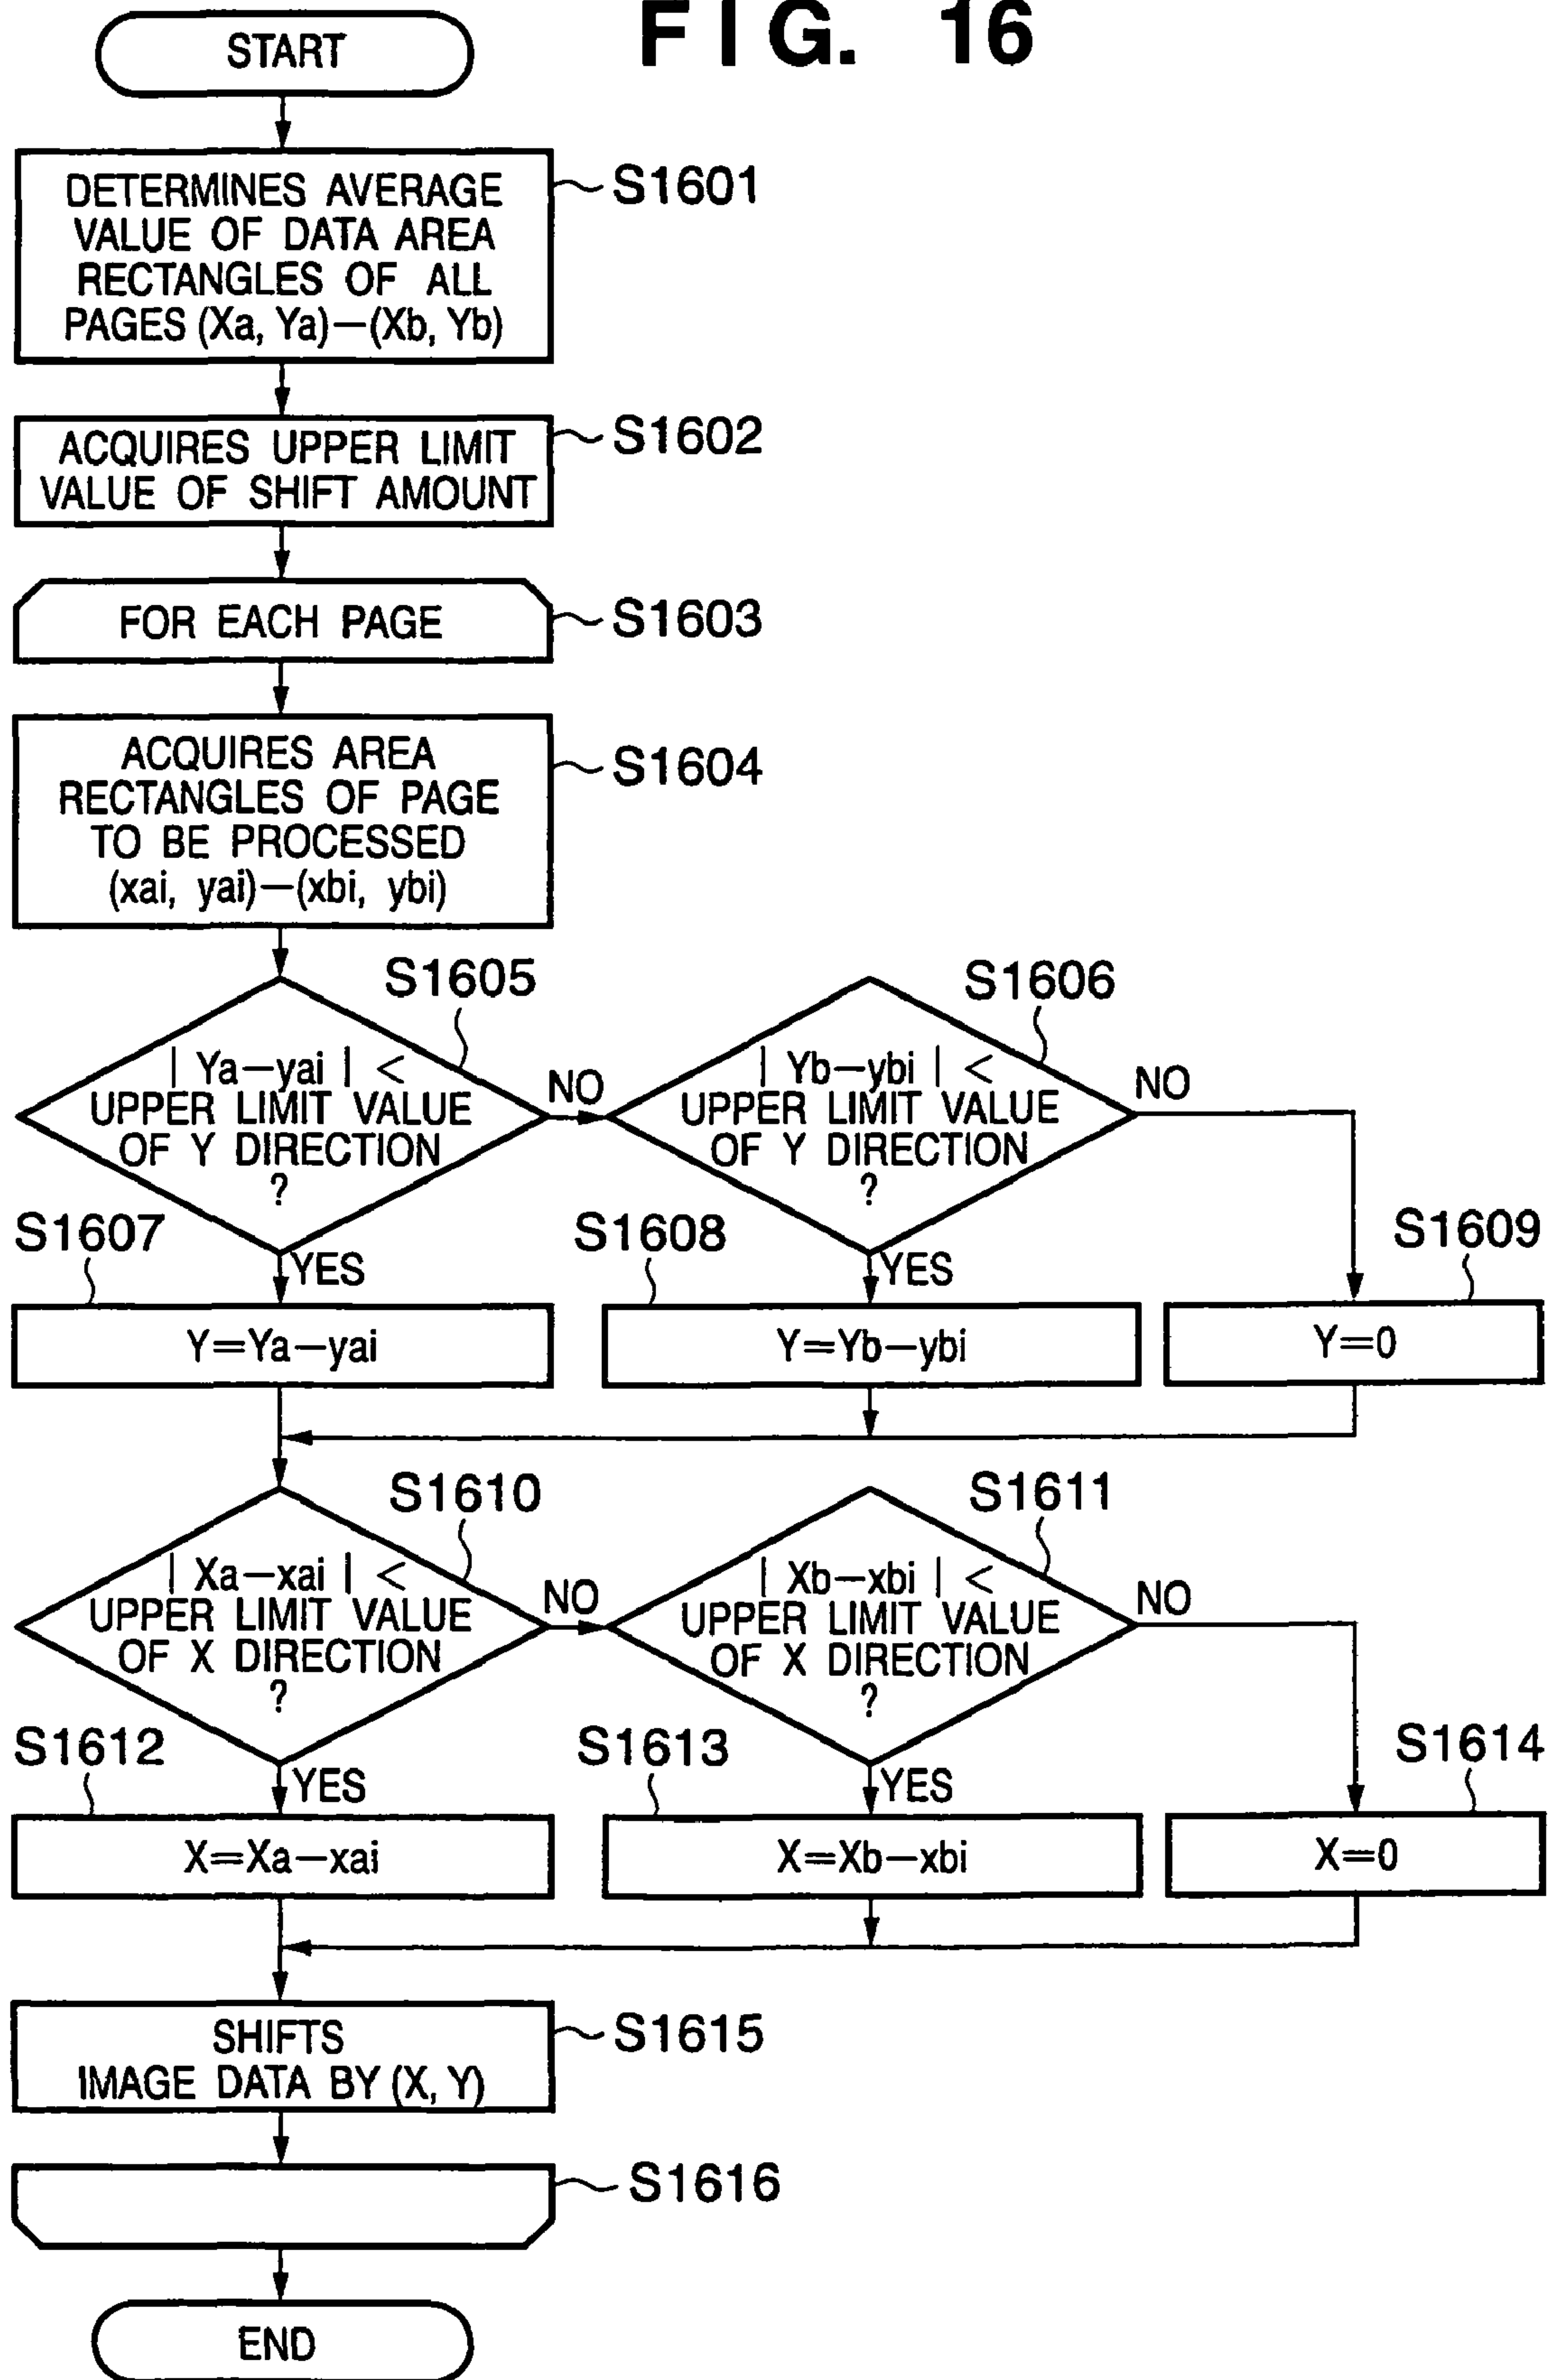 FIG. 16
START
DETERMINES AVERAGE
VALUE OF DATA AREA
RECTANGLES OF ALL
PAGES (Xa, Ya)—(Xb, Yb)
S1601
ACQUIRES UPPER LIMIT
VALUE OF SHIFT AMOUNT
S1602
FOR EACH PAGE
S1603
ACQUIRES AREA
RECTANGLES OF PAGE
TO BE PROCESSED
(xai, yai)—(xbi, ybi)
S1604
S1605
| Ya—yai | <
UPPER LIMIT VALUE
OF Y DIRECTION
?
NO
S1606
| Yb—ybi | <
UPPER LIMIT VALUE
OF Y DIRECTION
?
NO
S1607
YES
Y=Ya—yai
S1608
YES
Y=Yb—ybi
S1609
Y=0
S1610
| Xa—xai | <
UPPER LIMIT VALUE
OF X DIRECTION
?
NO
S1611
| Xb—xbi | <
UPPER LIMIT VALUE
OF X DIRECTION
?
NO
S1612
YES
X=Xa—xai
S1613
YES
X=Xb—xbi
S1614
X=0
SHIFTS
IMAGE DATA BY (X, Y)
S1615
S1616
END